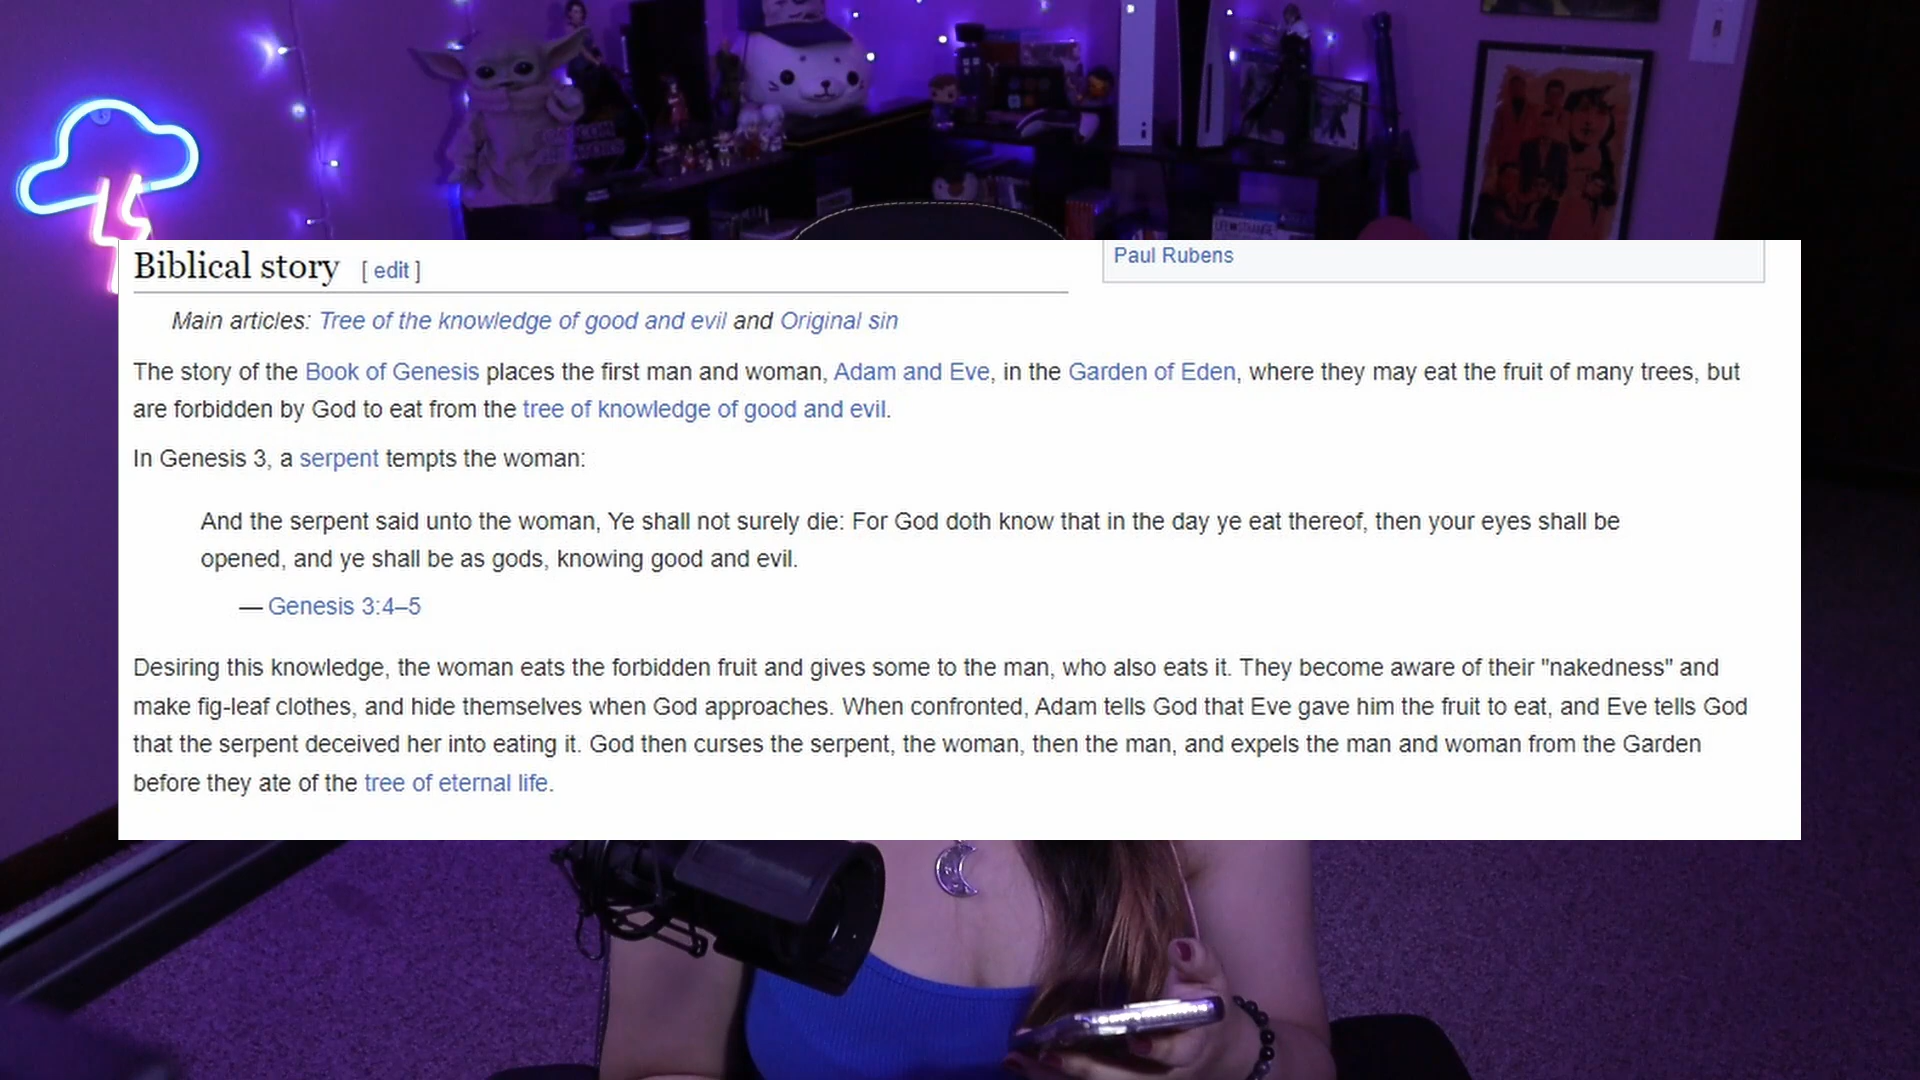 Paul Rubens
Biblical story [ edit ]
Main articles: Tree of the knowledge of good and evil and Original sin
The story of the Book of Genesis places the first man and woman, Adam and Eve, in the Garden of Eden, where they may eat the fruit of many trees, but
are forbidden by God to eat from the tree of knowledge of good and evil.
In Genesis 3, a serpent tempts the woman:
And the serpent said unto the woman, Ye shall not surely die: For God doth know that in the day ye eat thereof, then your eyes shall be
opened, and ye shall be as gods, knowing good and evil.
— Genesis 3:4–5
Desiring this knowledge, the woman eats the forbidden fruit and gives some to the man, who also eats it. They become aware of their "nakedness" and
make fig-leaf clothes, and hide themselves when God approaches. When confronted, Adam tells God that Eve gave him the fruit to eat, and Eve tells God
that the serpent deceived her into eating it. God then curses the serpent, the woman, then the man, and expels the man and woman from the Garden
before they ate of the tree of eternal life.